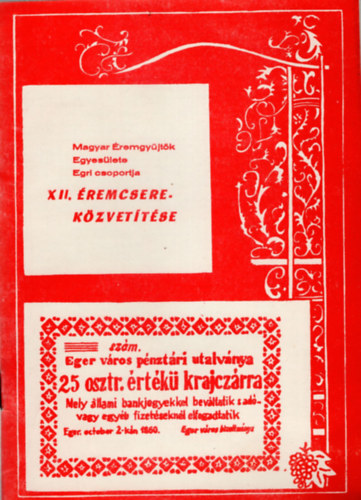 Magyar Éremgyűjtők
Egyesülete
Egri csoportja
XII. ÉREMCSERE-
KÖZVETÍTÉSE
szám.
Eger város pénztári utalványa
25 osztr. értékű krajczárra
Mely állami bankjegyekkel beváltatik s adó-
vagy egyéb fizetéseknél elfogadtatik
Eger, october 2-kán 1860. Eger város bizottmánya